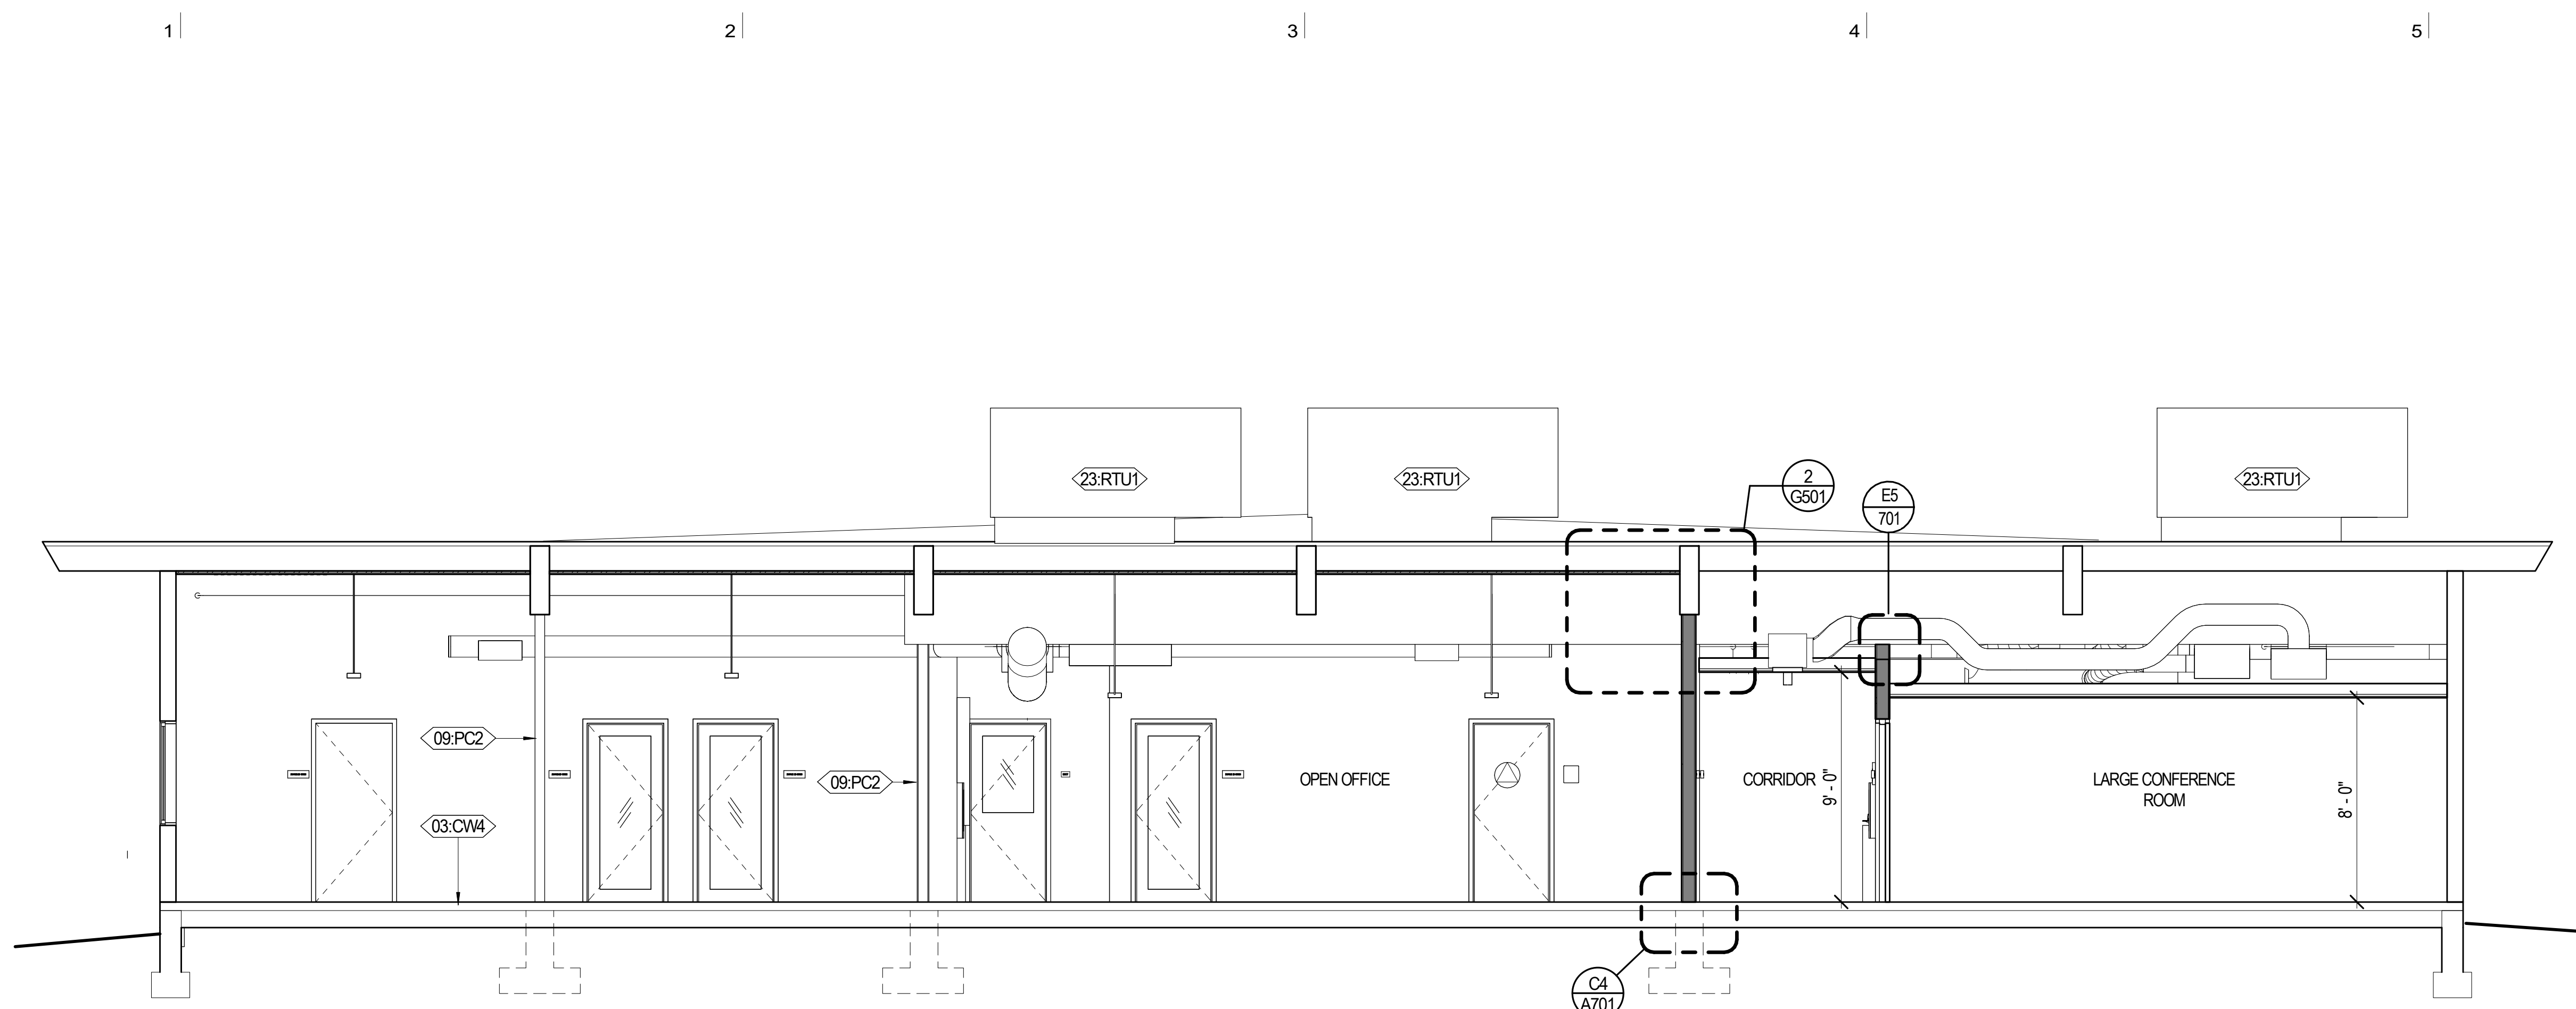 1 2 3 4 5
23:RTU1 23:RTU1 23:RTU1
2
G501
E5
701
09:PC2
09:PC2
03:CW4
OPEN OFFICE
CORRIDOR
9' - 0"
LARGE CONFERENCE
ROOM
8' - 0"
C4
A701